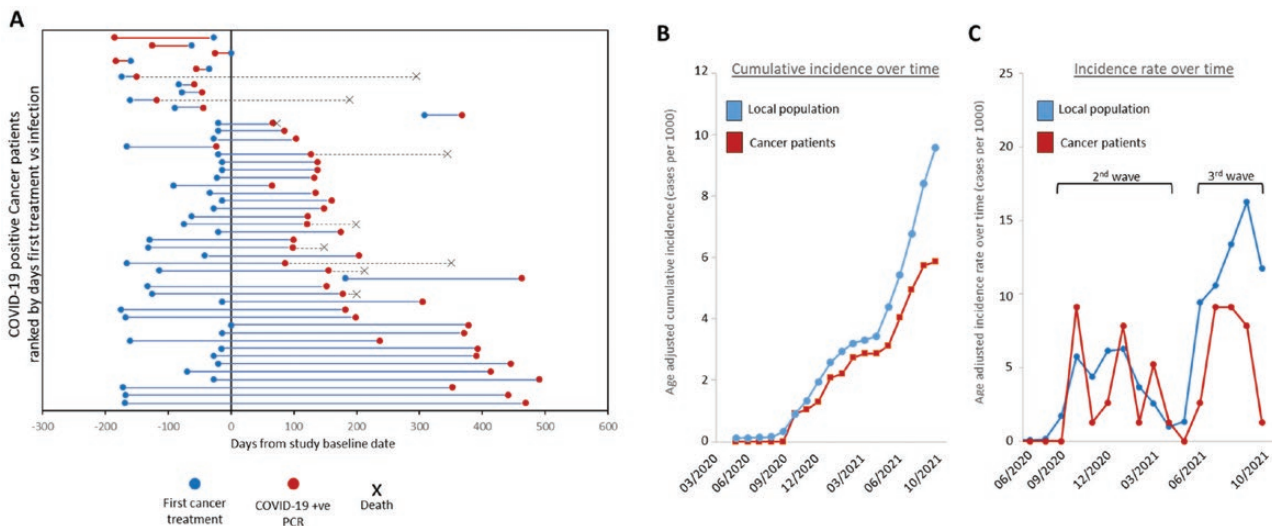 A
COVID-19 positive Cancer patients
ranked by days first treatment vs infection
-300 -200 -100 0 100 200 300 400 500 600
Days from study baseline date
First cancer
treatment
COVID-19 +ve
PCR
X
Death
B
Cumulative incidence over time
Local population
Cancer patients
Age adjusted cumulative incidence (cases per 1000)
12
10
8
6
4
2
0
03/2020 06/2020 09/2020 12/2020 03/2021 06/2021 10/2021
C
Incidence rate over time
Local population
Cancer patients
2nd wave
3rd wave
Age adjusted incidence rate over time (cases per 1000)
25
20
15
10
5
0
06/2020 09/2020 12/2020 03/2021 06/2021 10/2021